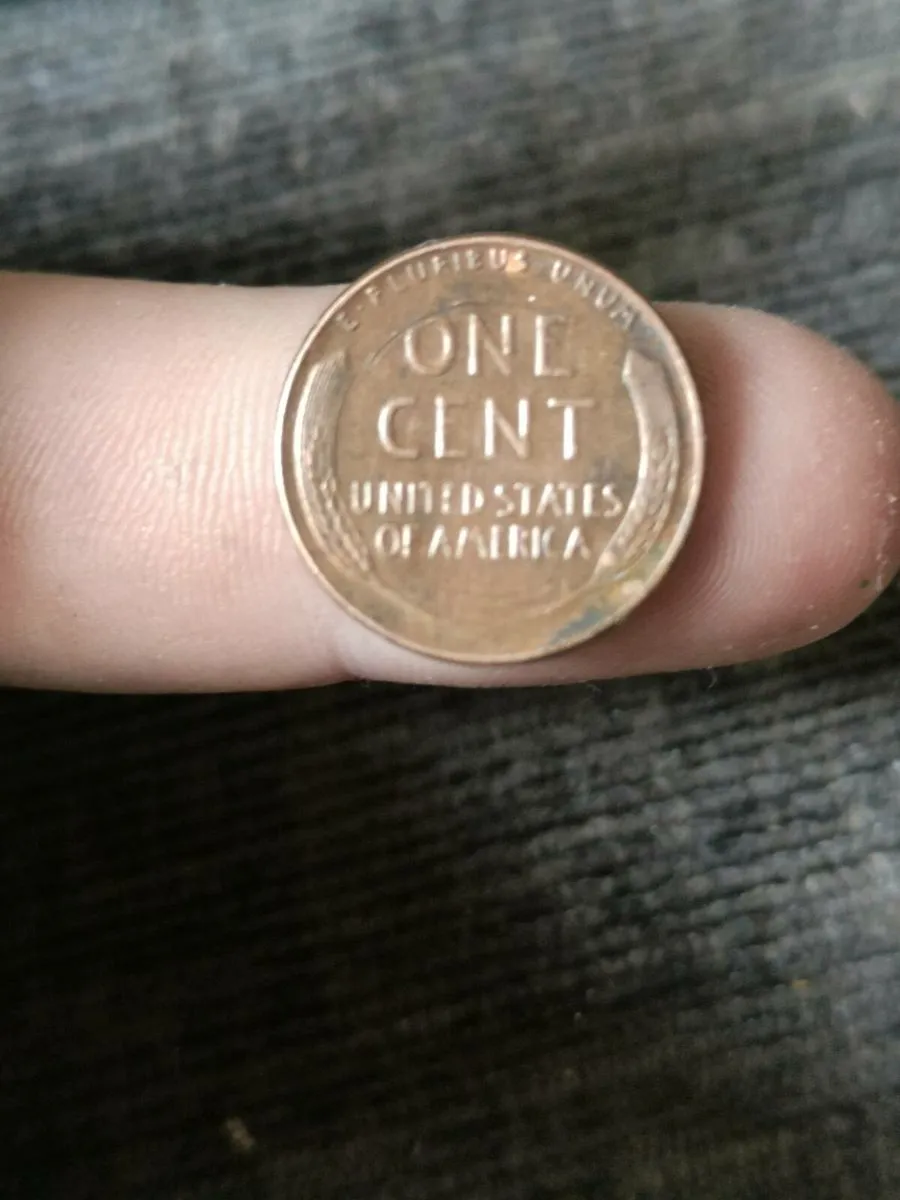 E·PLURIBUS·UNUM
ONE
CENT
UNITED STATES
OF AMERICA